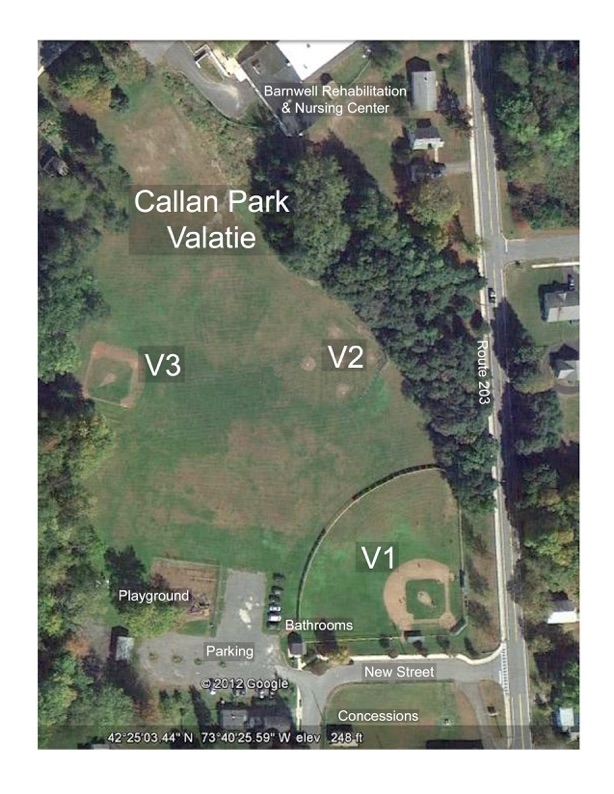 Barnwell Rehabilitation
& Nursing Center
Callan Park
Valatie
V3
V2
Route 203
V1
Playground
Bathrooms
Parking
New Street
© 2012 Google
Concessions
42°25'03.44" N 73°40'25.59" W elev 248 ft